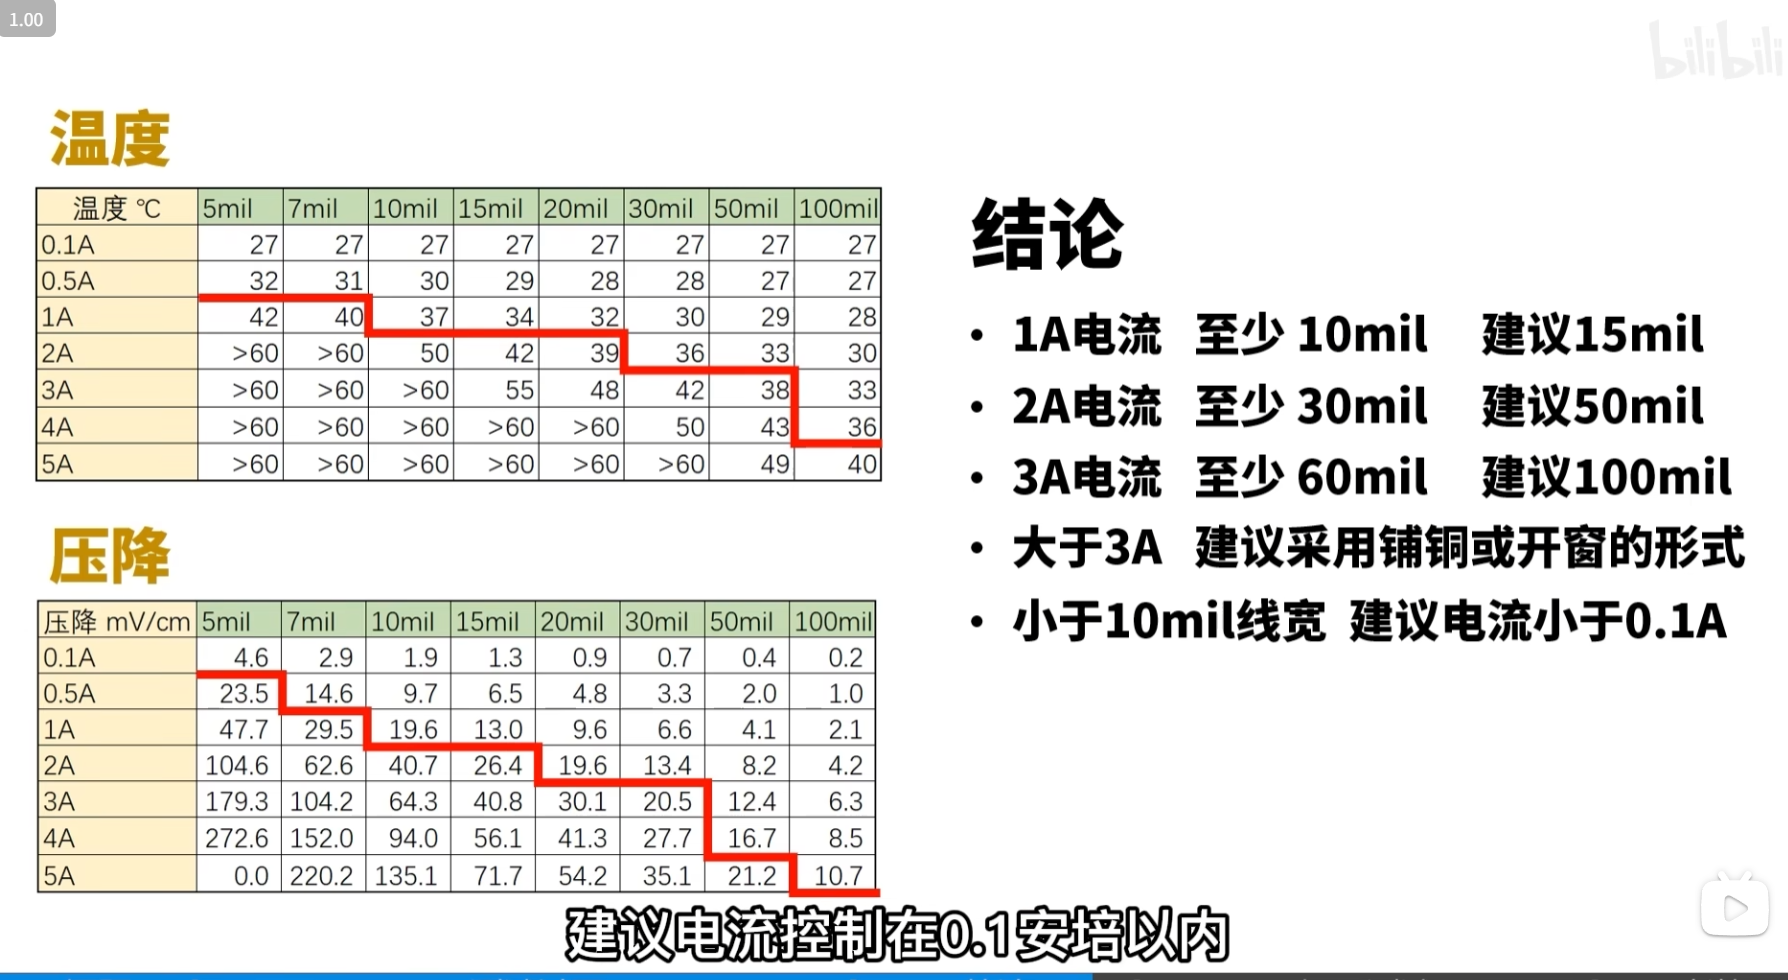 1.00
bilibili
温度
温度 ℃ 5mil 7mil 10mil 15mil 20mil 30mil 50mil 100mil
0.1A 27 27 27 27 27 27 27 27
0.5A 32 31 30 29 28 28 27 27
1A 42 40 37 34 32 30 29 28
2A >60 >60 50 42 39 36 33 30
3A >60 >60 >60 55 48 42 38 33
4A >60 >60 >60 >60 >60 50 43 36
5A >60 >60 >60 >60 >60 >60 49 40
压降
压降 mV/cm 5mil 7mil 10mil 15mil 20mil 30mil 50mil 100mil
0.1A 4.6 2.9 1.9 1.3 0.9 0.7 0.4 0.2
0.5A 23.5 14.6 9.7 6.5 4.8 3.3 2.0 1.0
1A 47.7 29.5 19.6 13.0 9.6 6.6 4.1 2.1
2A 104.6 62.6 40.7 26.4 19.6 13.4 8.2 4.2
3A 179.3 104.2 64.3 40.8 30.1 20.5 12.4 6.3
4A 272.6 152.0 94.0 56.1 41.3 27.7 16.7 8.5
5A 0.0 220.2 135.1 71.7 54.2 35.1 21.2 10.7
结论
• 1A电流 至少 10mil 建议15mil
• 2A电流 至少 30mil 建议50mil
• 3A电流 至少 60mil 建议100mil
• 大于3A 建议采用铺铜或开窗的形式
• 小于10mil线宽 建议电流小于0.1A
建议电流控制在0.1安培以内